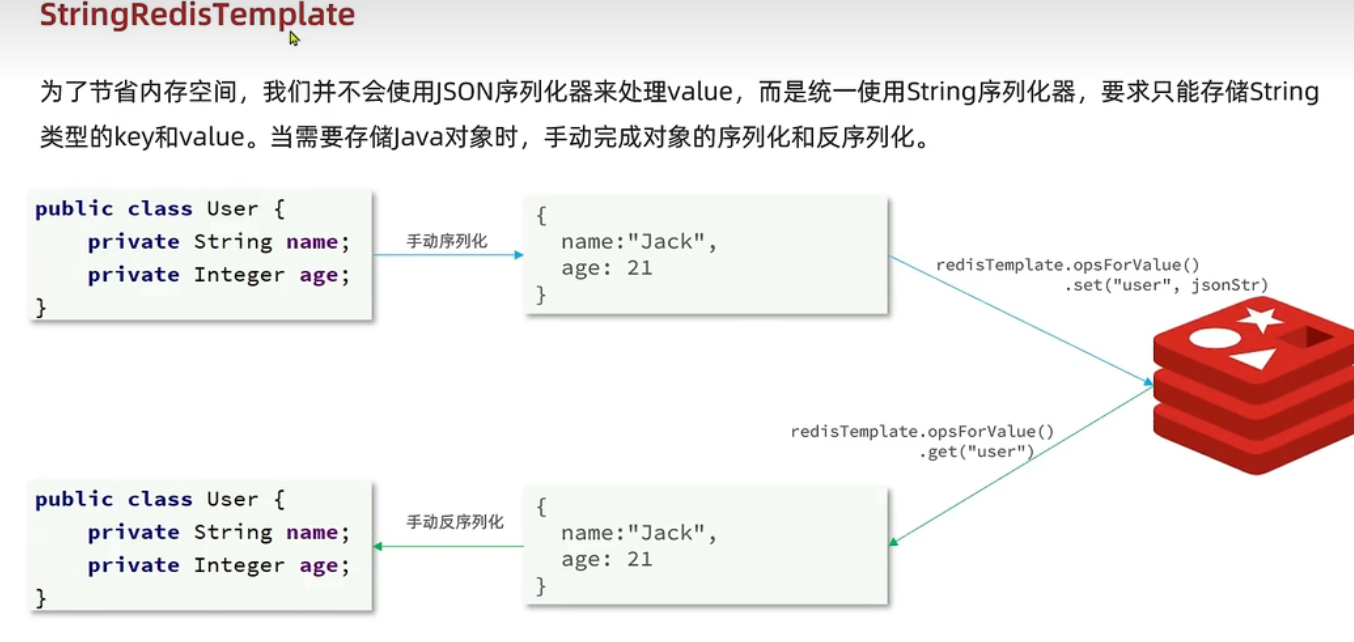 StringRedisTemplate
为了节省内存空间，我们并不会使用JSON序列化器来处理value，而是统一使用String序列化器，要求只能存储String
类型的key和value。当需要存储Java对象时，手动完成对象的序列化和反序列化。
public class User {
    private String name;
    private Integer age;
}
手动序列化
{
  name:"Jack",
  age: 21
}
redisTemplate.opsForValue()
.set("user", jsonStr)
redisTemplate.opsForValue()
.get("user")
public class User {
    private String name;
    private Integer age;
}
手动反序列化
{
  name:"Jack",
  age: 21
}